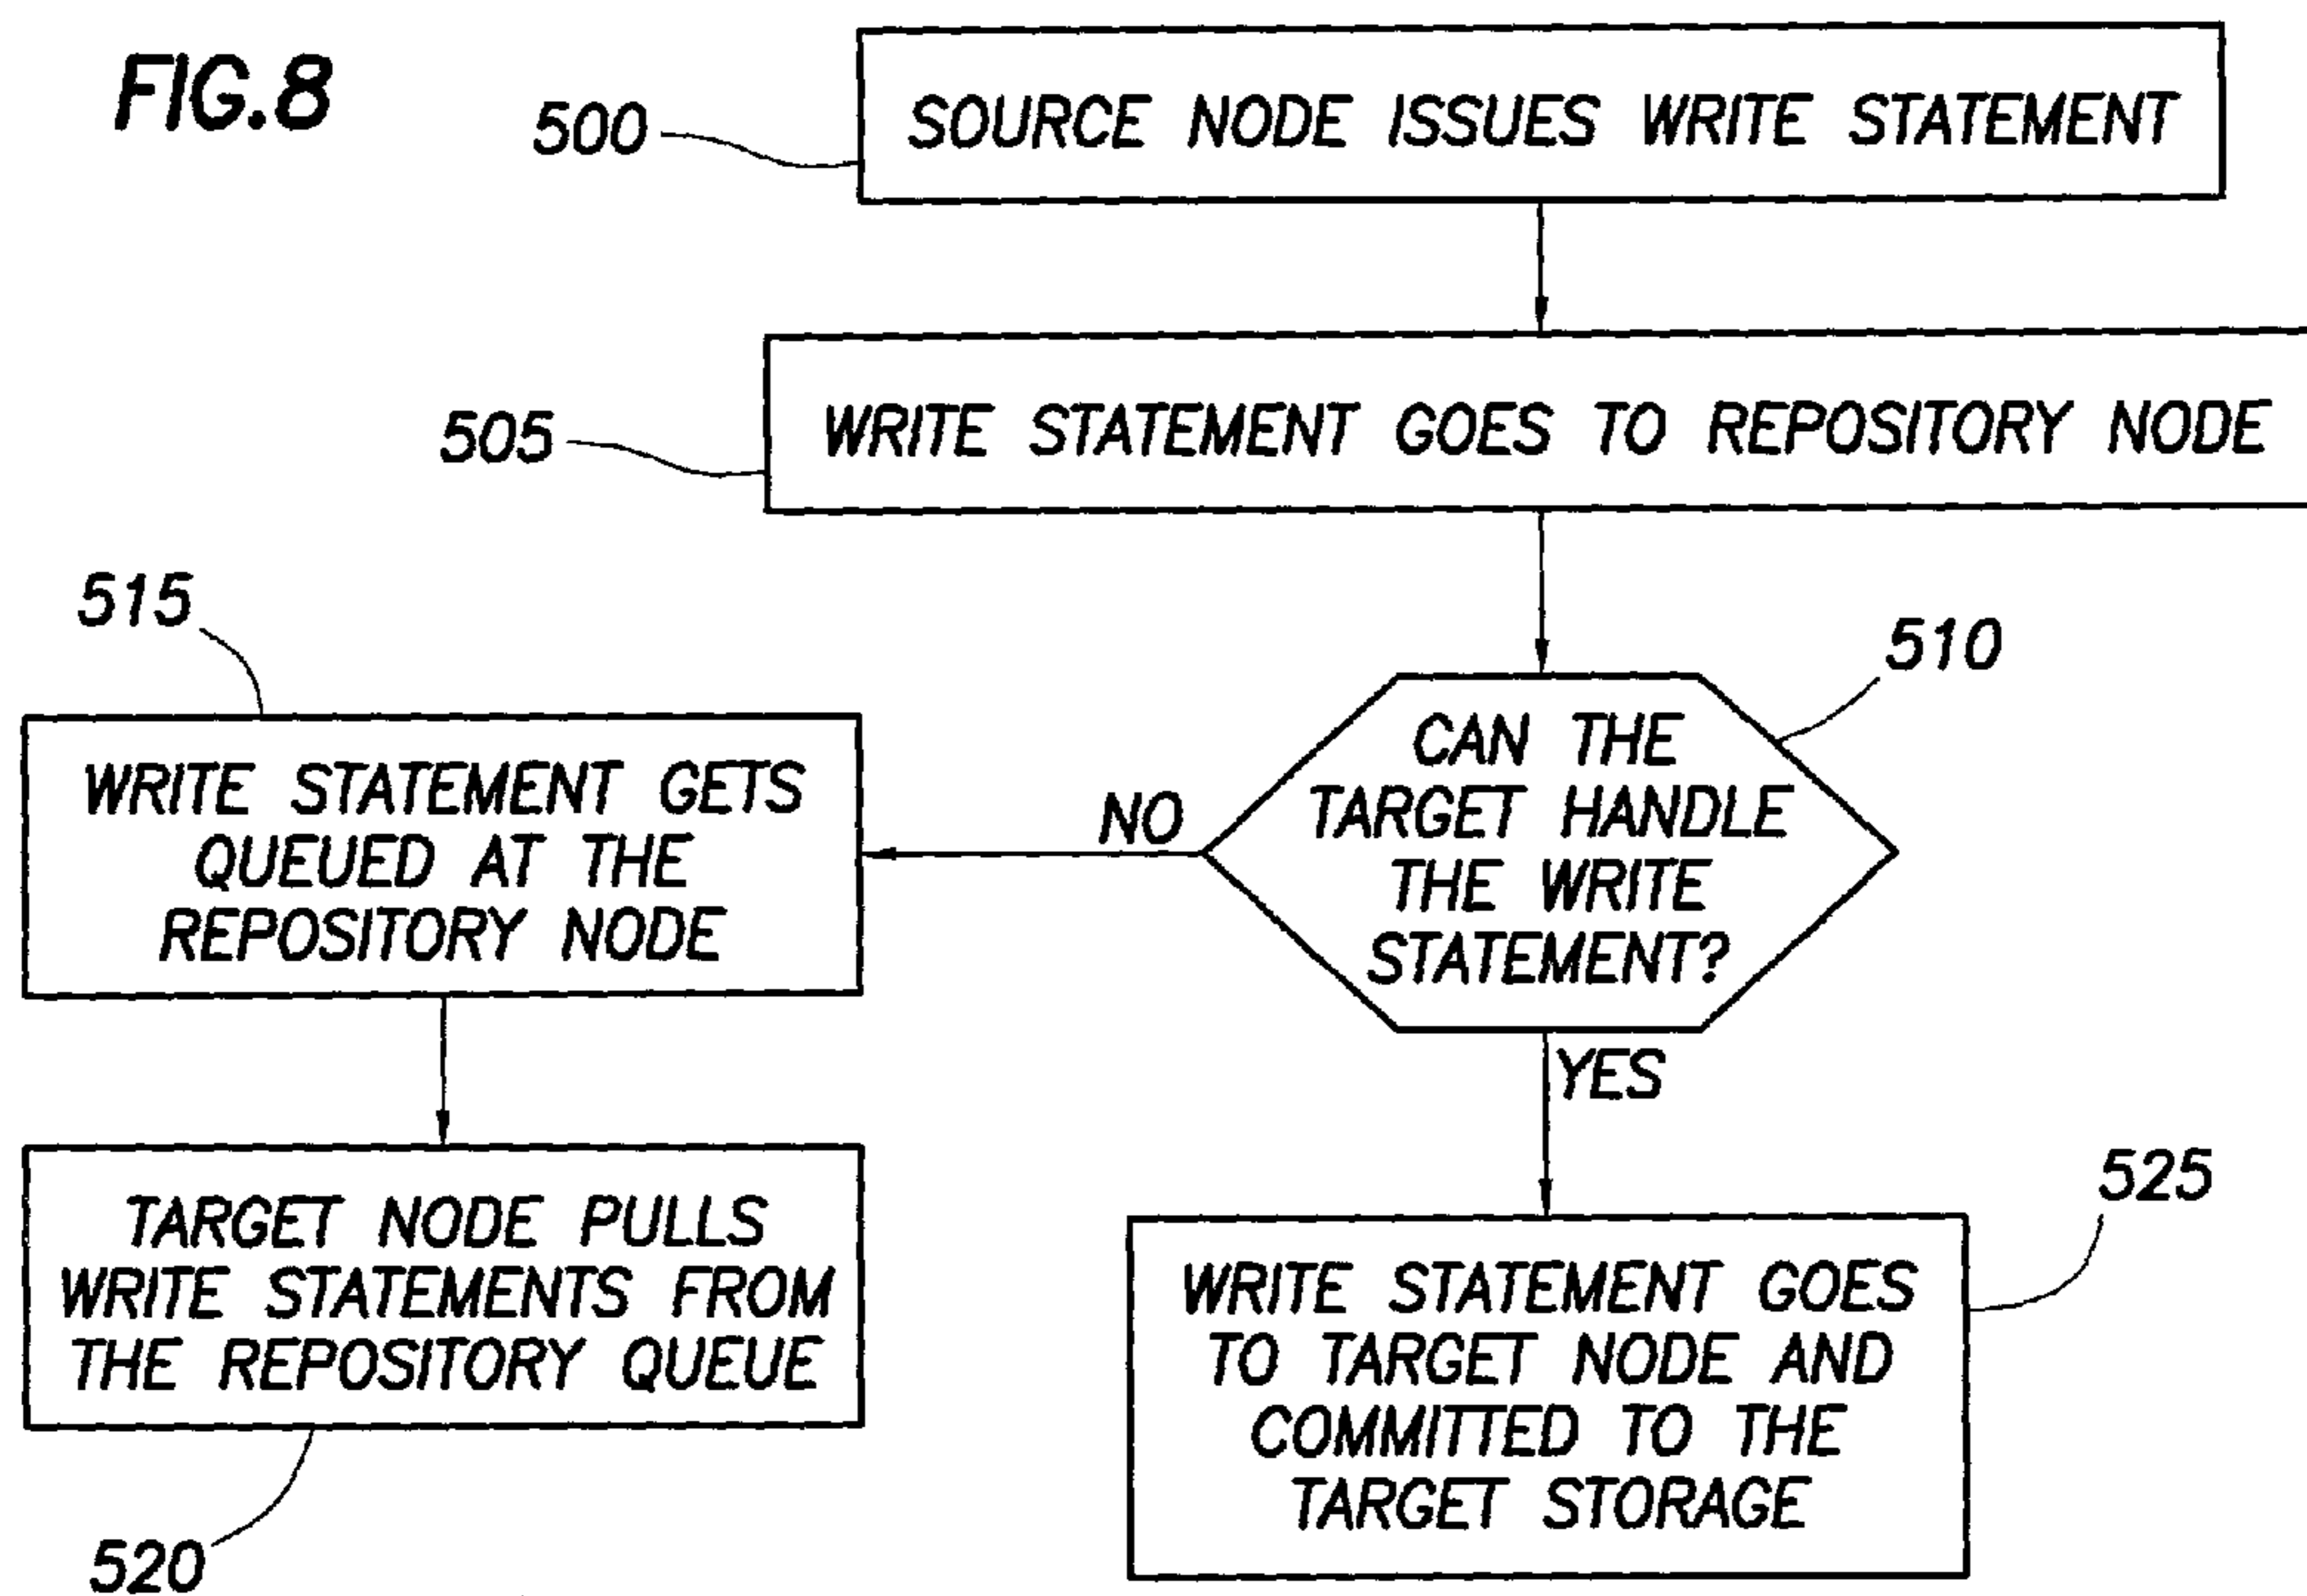 FIG.8
500
SOURCE NODE ISSUES WRITE STATEMENT
505
WRITE STATEMENT GOES TO REPOSITORY NODE
510
CAN THE
TARGET HANDLE
THE WRITE
STATEMENT?
NO
515
WRITE STATEMENT GETS
QUEUED AT THE
REPOSITORY NODE
TARGET NODE PULLS
WRITE STATEMENTS FROM
THE REPOSITORY QUEUE
520
YES
525
WRITE STATEMENT GOES
TO TARGET NODE AND
COMMITTED TO THE
TARGET STORAGE